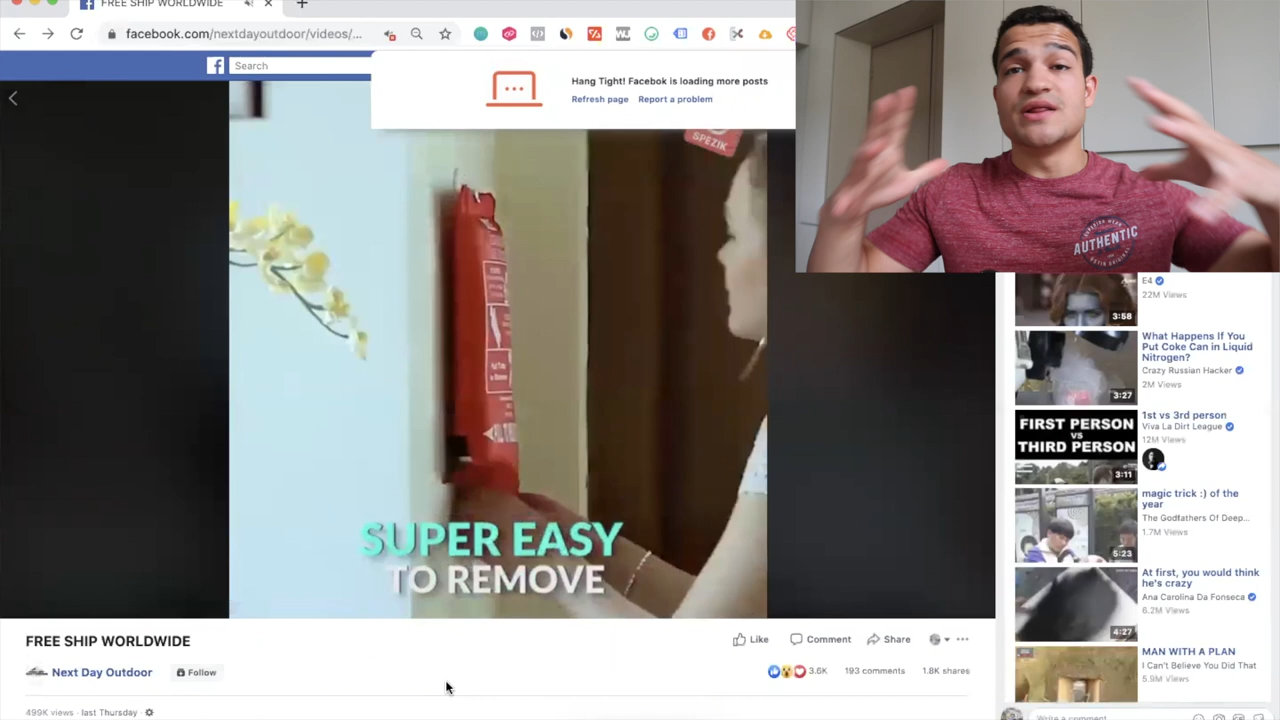 FREE SHIP WORLDWIDE
facebook.com/nextdayoutdoor/videos/...
Search
Hang Tight! Facebok is loading more posts
Refresh page Report a problem
SPEZIK
AUTHENTIC
SUPER EASY
TO REMOVE
FREE SHIP WORLDWIDE
Like Comment Share
Next Day Outdoor Follow
3.6K 193 comments 1.8K shares
499K views · last Thursday
E4
22M Views
3:58
What Happens If You
Put Coke Can in Liquid
Nitrogen?
Crazy Russian Hacker
2M Views
3:27
1st vs 3rd person
Viva La Dirt League
12M Views
FIRST PERSON
VS
THIRD PERSON
3:11
magic trick :) of the
year
The Godfathers Of Deep...
1.7M Views
5:23
At first, you would think
he's crazy
Ana Carolina Da Fonseca
6.2M Views
4:27
MAN WITH A PLAN
I Can't Believe You Did That
5.9M Views
Write a comment...